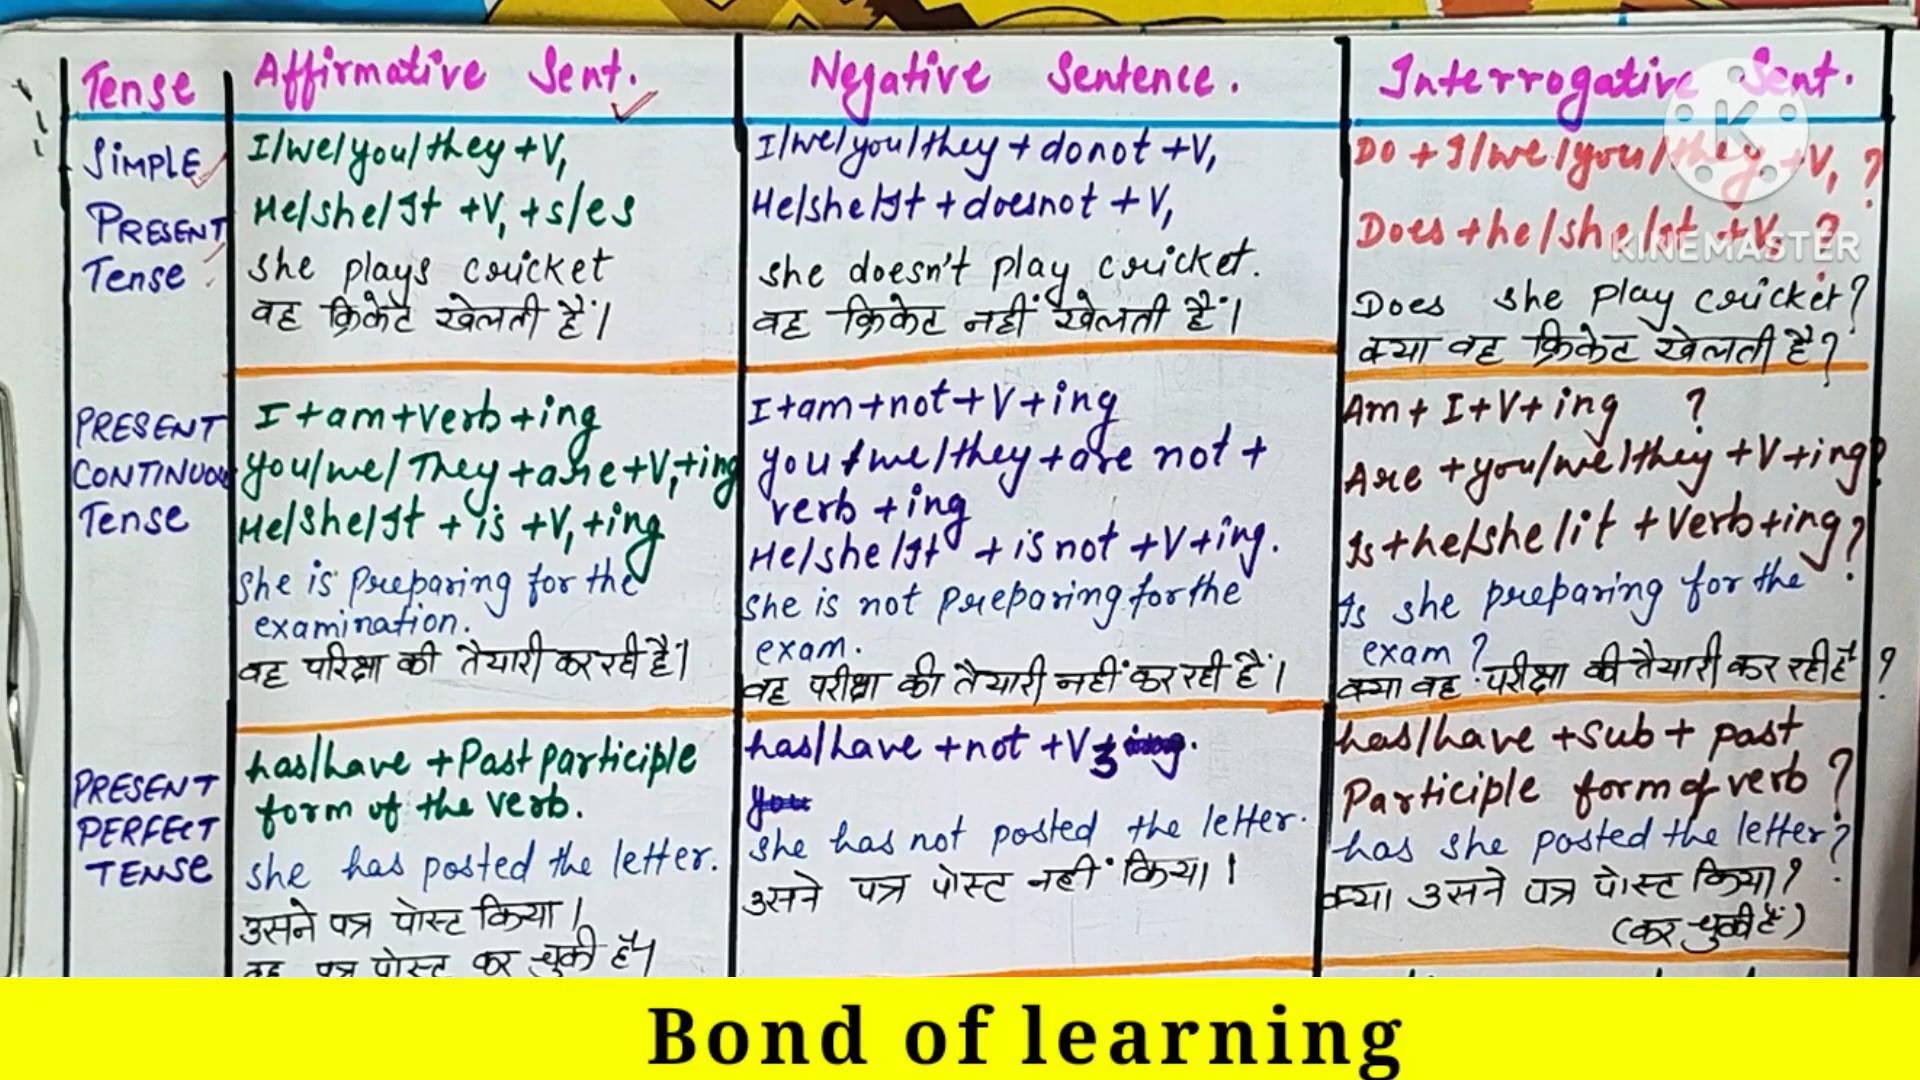 Tense
Affirmative Sent.
Negative Sentence.
Interrogative Sent.
SIMPLE
PRESENT
Tense
I/we/you/they +V₁
He/she/It +V₁ +s/es
She plays cricket
वह क्रिकेट खेलती हैं।
I/we/you/they + donot +V₁
He/she/It + doesnot + V₁
She doesn't play cricket.
वह क्रिकेट नहीं खेलती हैं।
Do + I/we/you/they +V₁ ?
Does +he/she/It +V₁ ?
Does she play cricket?
क्या वह क्रिकेट खेलती है?
K
KINEMASTER
PRESENT
CONTINUOUS
Tense
I +am+verb +ing
you/we/They +are +V₁+ing
He/She/It + is +V₁ +ing
She is preparing for the
examination.
वह परिक्षा की तैयारी कर रही हैं।
I+am+not+V+ing
you +we/they +are not +
verb +ing
He/she/It + is not +V+ing.
She is not preparing for the
exam.
वह परीक्षा की तैयारी नहीं कर रही हैं।
Am+ I+V+ing ?
Are +you/we/they +V+ing?
Is+he/she/it +Verb+ing?
Is she preparing for the
exam ?
क्या वह परीक्षा की तैयारी कर रही है ?
PRESENT
PERFECT
TENSE
has/have +Past participle
form of the verb.
She has posted the letter.
उसने पत्र पोस्ट किया।
वह पत्र पोस्ट कर चुकी है।
has/have +not +V3 ing.
you
She has not posted the letter.
उसने पत्र पोस्ट नहीं किया।
has/have +Sub+ past
Participle form of verb ?
has she posted the letter?
क्या उसने पत्र पोस्ट किया?
(कर चुकी हैं)
Bond of learning